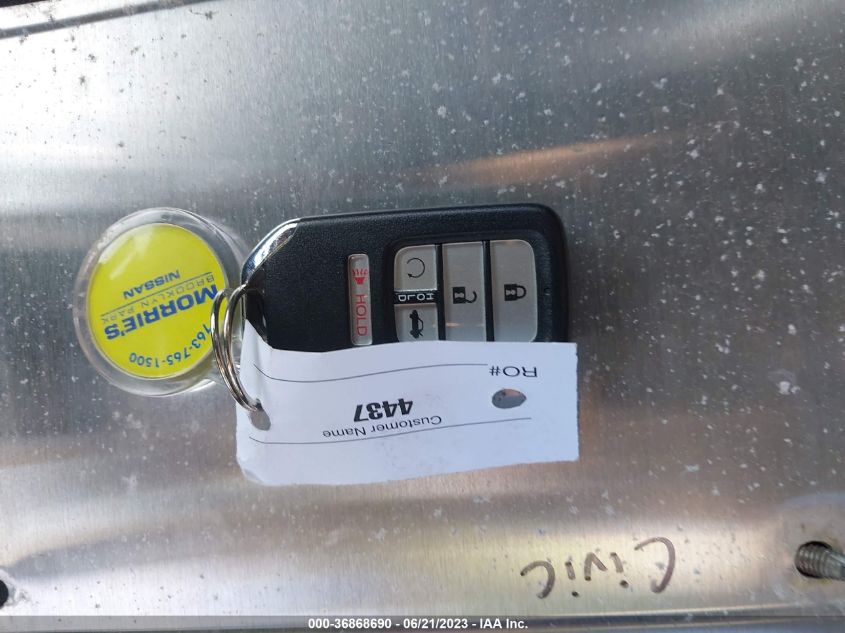 MORRIE'S
BROOKLYN PARK
NISSAN
763-765-1500
HOLD
HOLD
RO#
4437
Customer Name
Civic
000-36868690 - 06/21/2023 - IAA Inc.